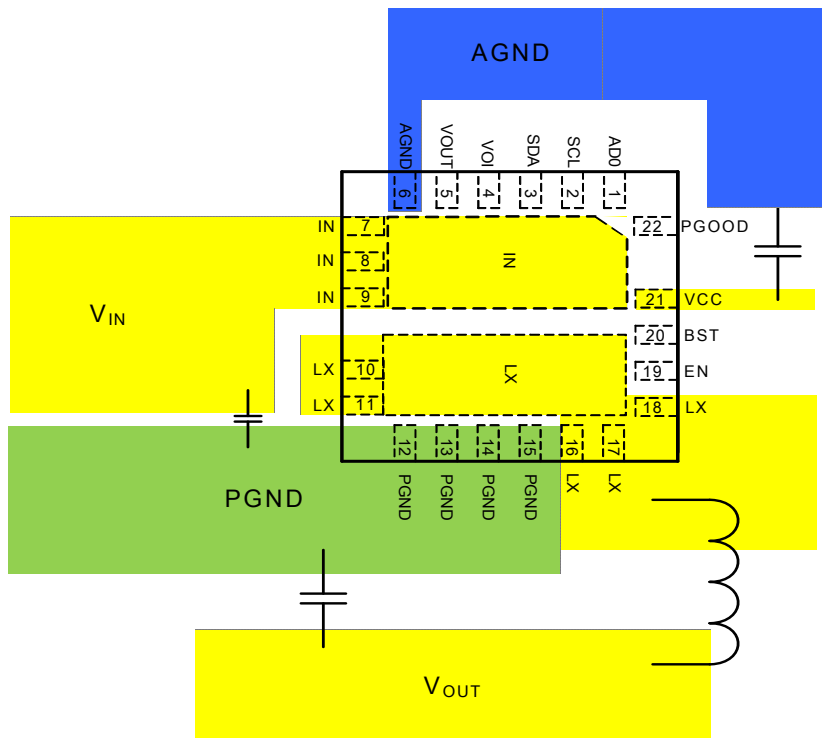 AGND
AGND
VOUT
VOI
SDA
SCL
AD0
6
5
4
3
2
1
IN 7
22 PGOOD
IN 8
IN
IN 9
21 VCC
VIN
20 BST
LX 10
LX
19 EN
LX 11
18 LX
12
13
14
15
16
17
PGND
PGND
PGND
PGND
LX
LX
PGND
VOUT